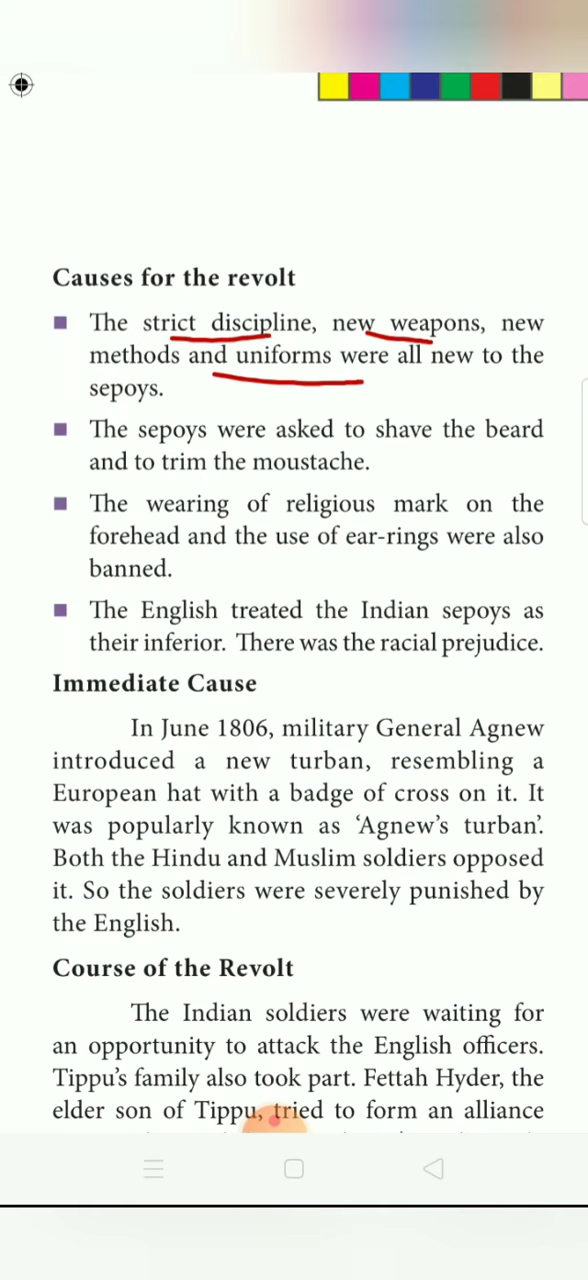 Causes for the revolt
The strict discipline, new weapons, new
methods and uniforms were all new to the
sepoys.
The sepoys were asked to shave the beard
and to trim the moustache.
The wearing of religious mark on the
forehead and the use of ear-rings were also
banned.
The English treated the Indian sepoys as
their inferior. There was the racial prejudice.
Immediate Cause
In June 1806, military General Agnew
introduced a new turban, resembling a
European hat with a badge of cross on it. It
was popularly known as ‘Agnew’s turban’.
Both the Hindu and Muslim soldiers opposed
it. So the soldiers were severely punished by
the English.
Course of the Revolt
The Indian soldiers were waiting for
an opportunity to attack the English officers.
Tippu’s family also took part. Fettah Hyder, the
elder son of Tippu, tried to form an alliance